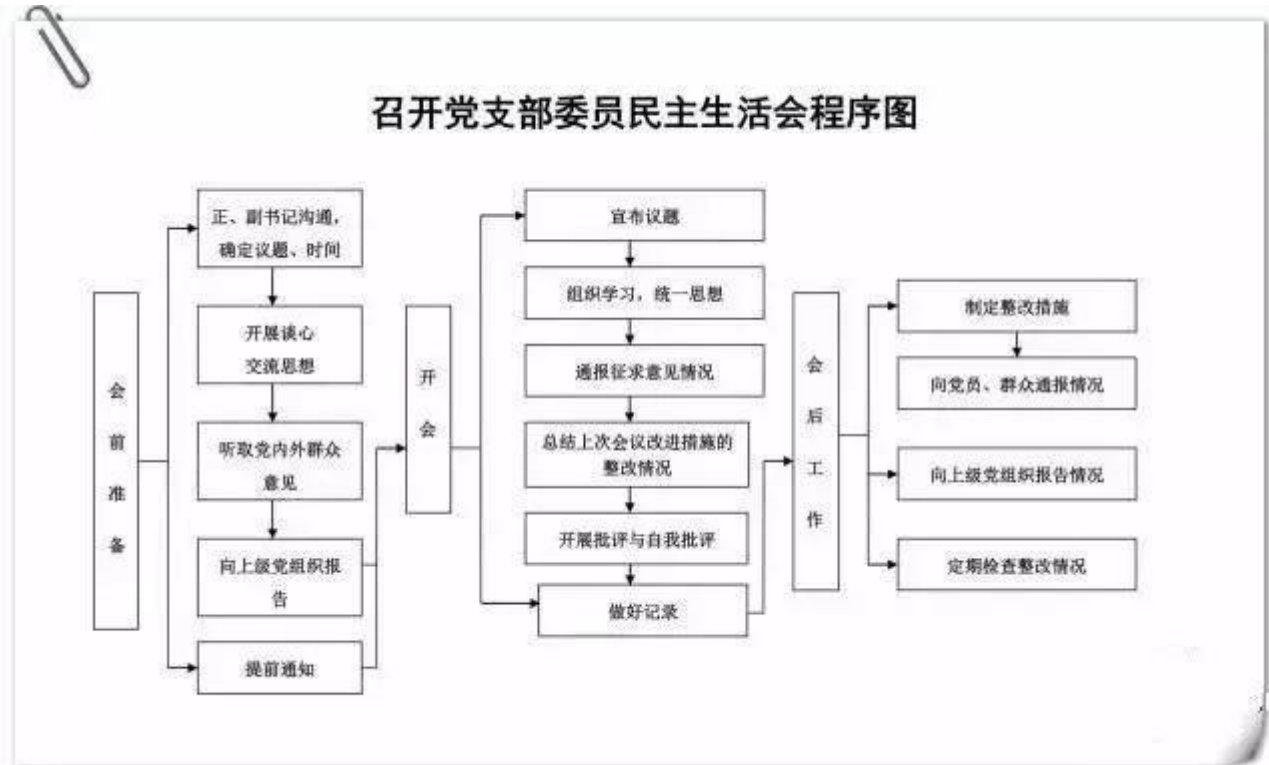 召开党支部委员民主生活会程序图
会前准备
正、副书记沟通，
确定议题、时间
开展谈心
交流思想
听取党内外群众
意见
向上级党组织报
告
提前通知
开会
宣布议题
组织学习，统一思想
通报征求意见情况
总结上次会议改进措施的
整改情况
开展批评与自我批评
做好记录
会后工作
制定整改措施
向党员、群众通报情况
向上级党组织报告情况
定期检查整改情况